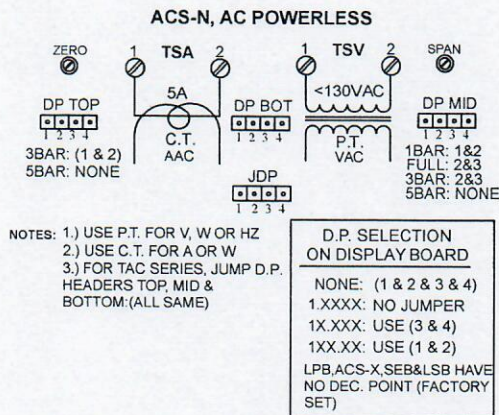 ACS-N, AC POWERLESS
ZERO
1 TSA 2
1 TSV 2
SPAN
5A
<130VAC
DP TOP
DP BOT
DP MID
1 2 3 4
1 2 3 4
1 2 3 4
C.T.
AAC
P.T.
VAC
3BAR: (1 & 2)
5BAR: NONE
1BAR: 1&2
FULL: 2&3
3BAR: 2&3
5BAR: NONE
JDP
1 2 3 4
NOTES: 1.) USE P.T. FOR V, W OR HZ
2.) USE C.T. FOR A OR W
3.) FOR TAC SERIES, JUMP D.P.
HEADERS TOP, MID &
BOTTOM:(ALL SAME)
D.P. SELECTION
ON DISPLAY BOARD
NONE: (1 & 2 & 3 & 4)
1.XXXX: NO JUMPER
1X.XXX: USE (3 & 4)
1XX.XX: USE (1 & 2)
LPB,ACS-X,SEB&LSB HAVE
NO DEC. POINT (FACTORY
SET)